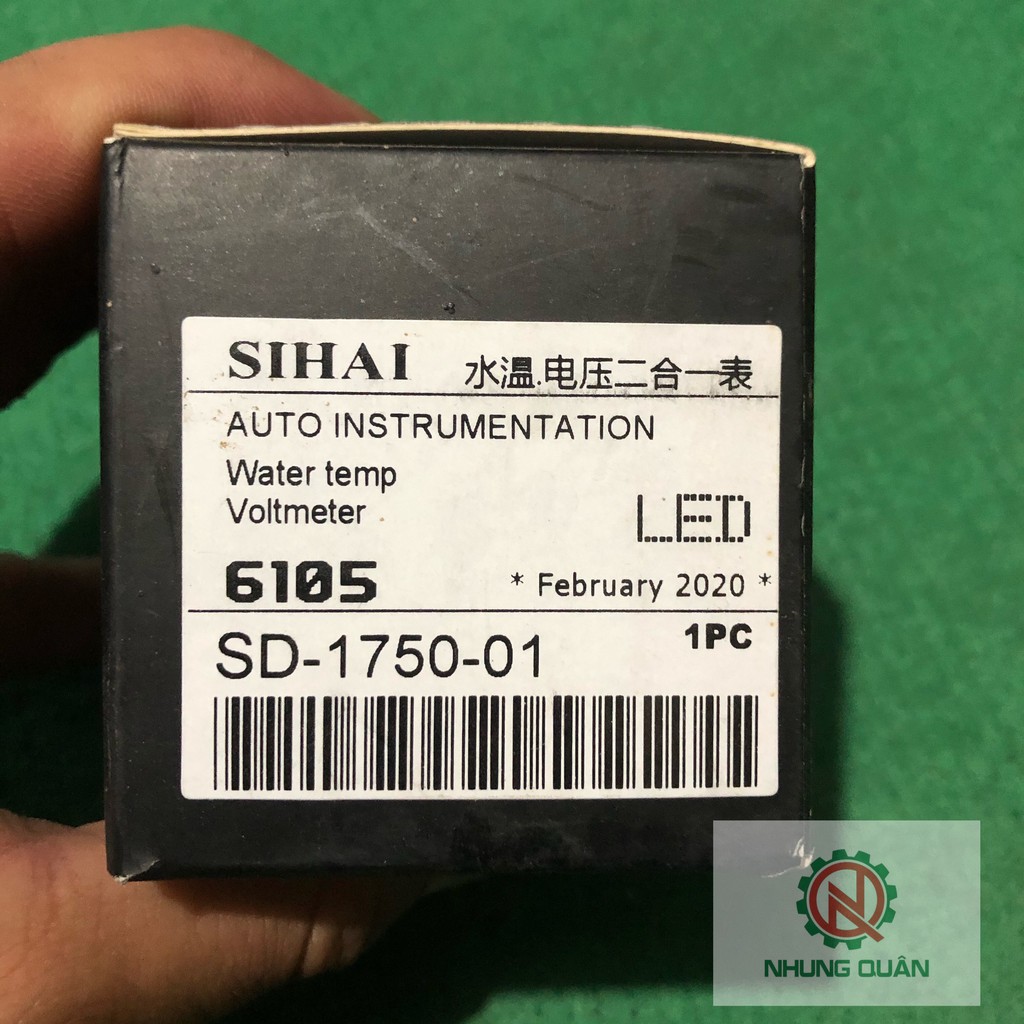 SIHAI 水温.电压二合一表
AUTO INSTRUMENTATION
Water temp
Voltmeter
LED
6105 * February 2020 *
SD-1750-01 1PC
NHUNG QUÂN